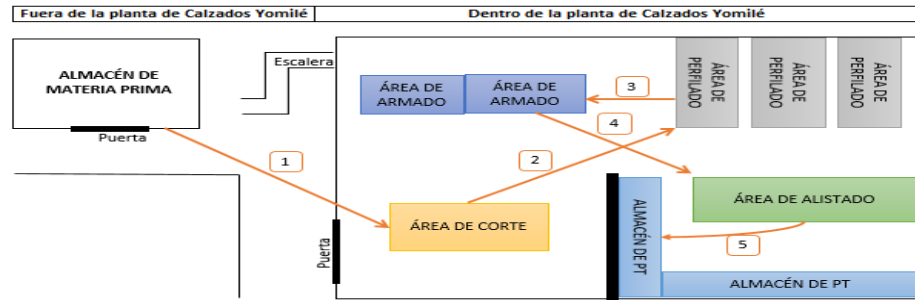 Fuera de la planta de Calzados Yomilé
Dentro de la planta de Calzados Yomilé
ALMACÉN DE
MATERIA PRIMA
Puerta
Escalera
ÁREA DE
ARMADO
ÁREA DE
ARMADO
ÁREA DE
PERFILADO
ÁREA DE
PERFILADO
ÁREA DE
PERFILADO
3
4
1
2
ÁREA DE CORTE
Puerta
ALMACÉN DE PT
ÁREA DE ALISTADO
5
ALMACÉN DE PT